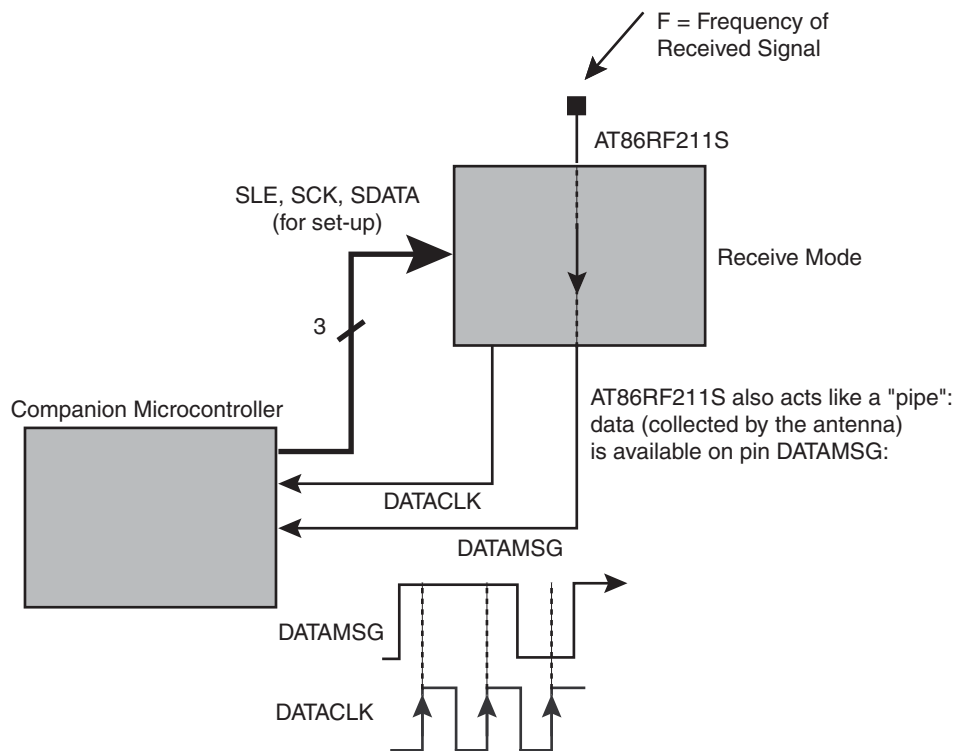 F = Frequency of
Received Signal
AT86RF211S
SLE, SCK, SDATA
(for set-up)
Receive Mode
3
Companion Microcontroller
AT86RF211S also acts like a "pipe":
data (collected by the antenna)
is available on pin DATAMSG:
DATACLK
DATAMSG
DATAMSG
DATACLK